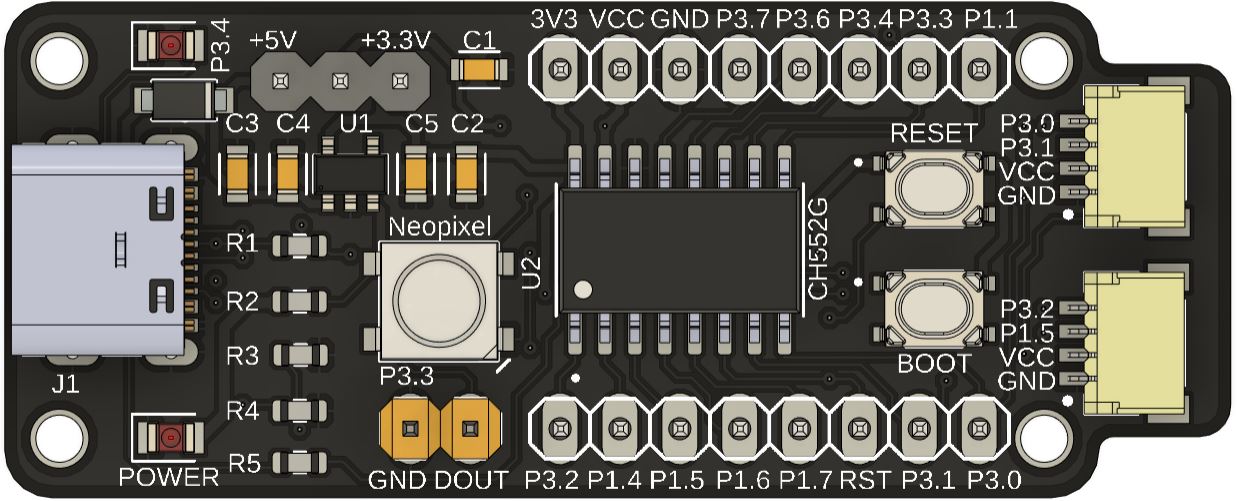 3V3 VCC GND P3.7 P3.6 P3.4 P3.3 P1.1
P3.4
+5V +3.3V C1
C3 C4 U1 C5 C2
RESET
P3.0
P3.1
VCC
GND
Neopixel
R1
U2
CH552G
R2
P3.2
P1.5
VCC
GND
R3
BOOT
J1
P3.3
R4
R5
POWER
GND DOUT P3.2 P1.4 P1.5 P1.6 P1.7 RST P3.1 P3.0